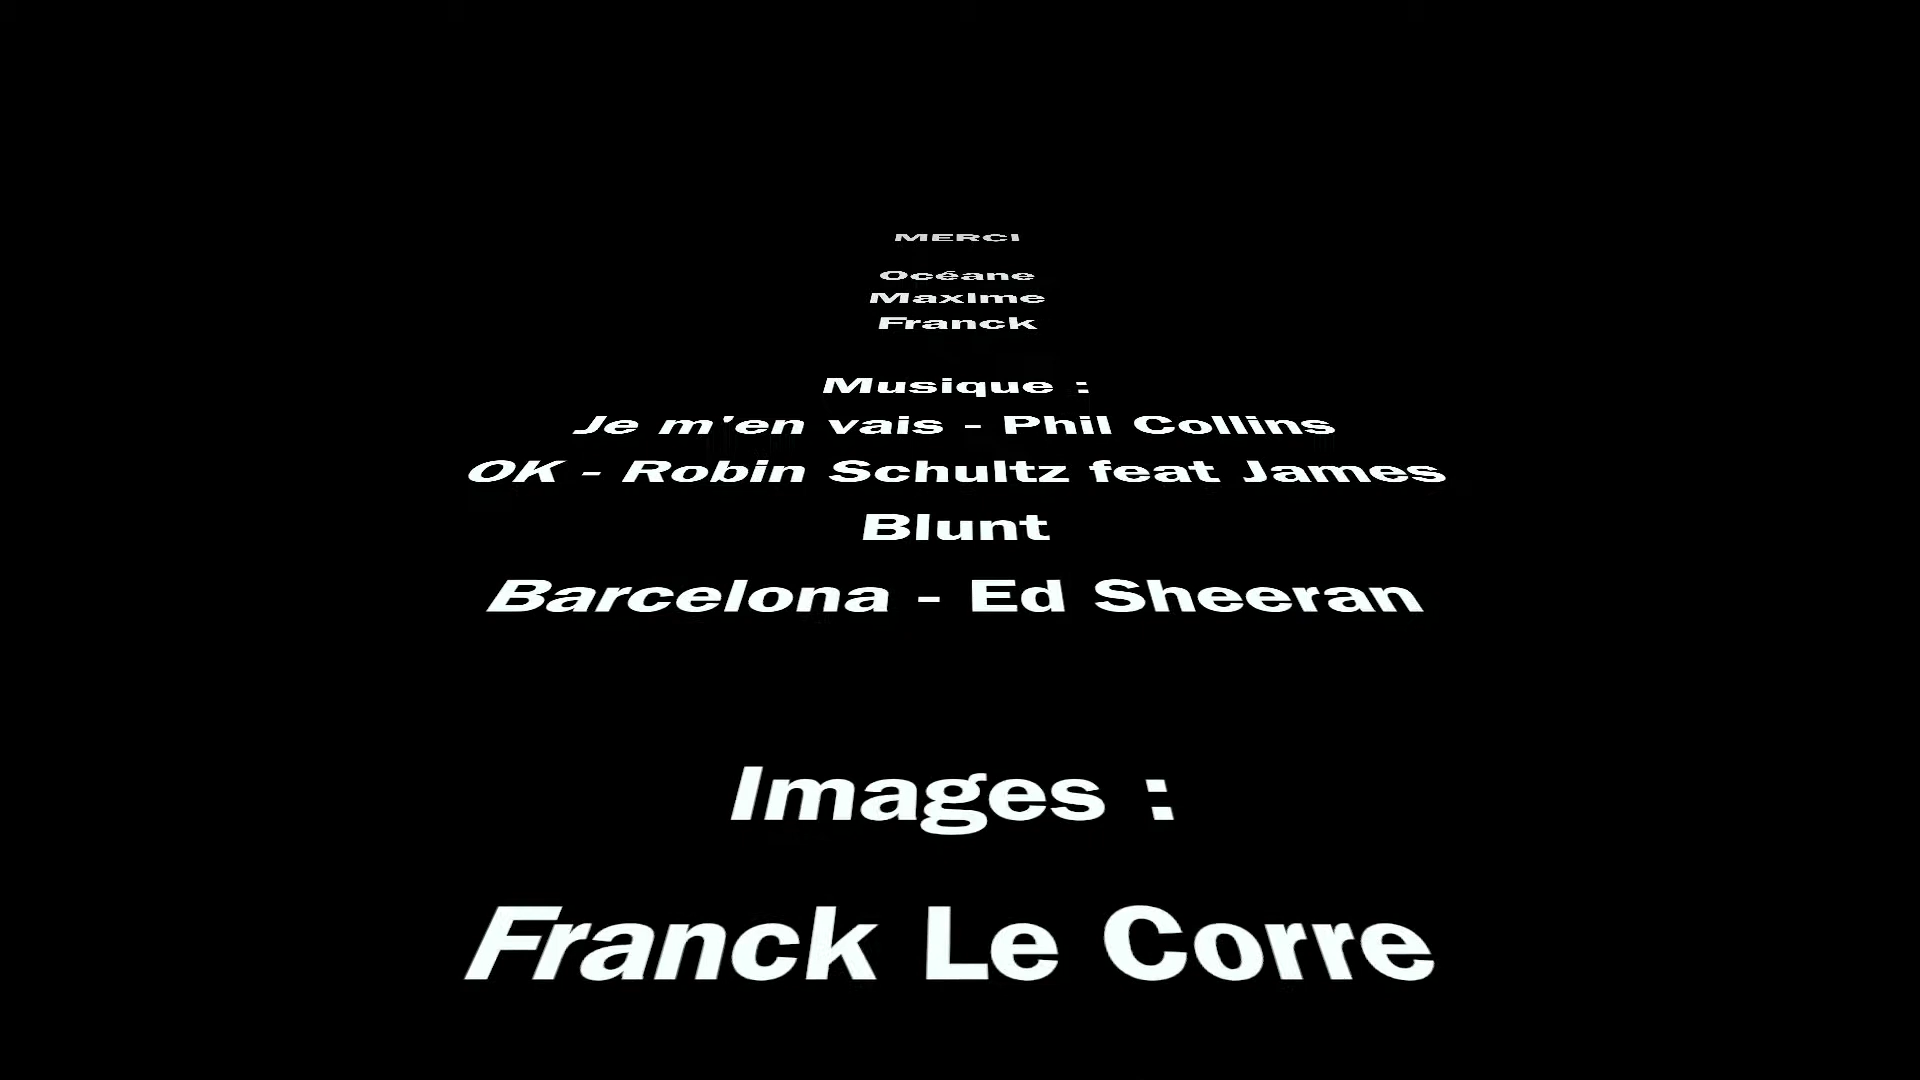 MERCI
Océane
Maxime
Franck
Musique :
Je m'en vais - Phil Collins
OK - Robin Schultz feat James
Blunt
Barcelona - Ed Sheeran
Images :
Franck Le Corre